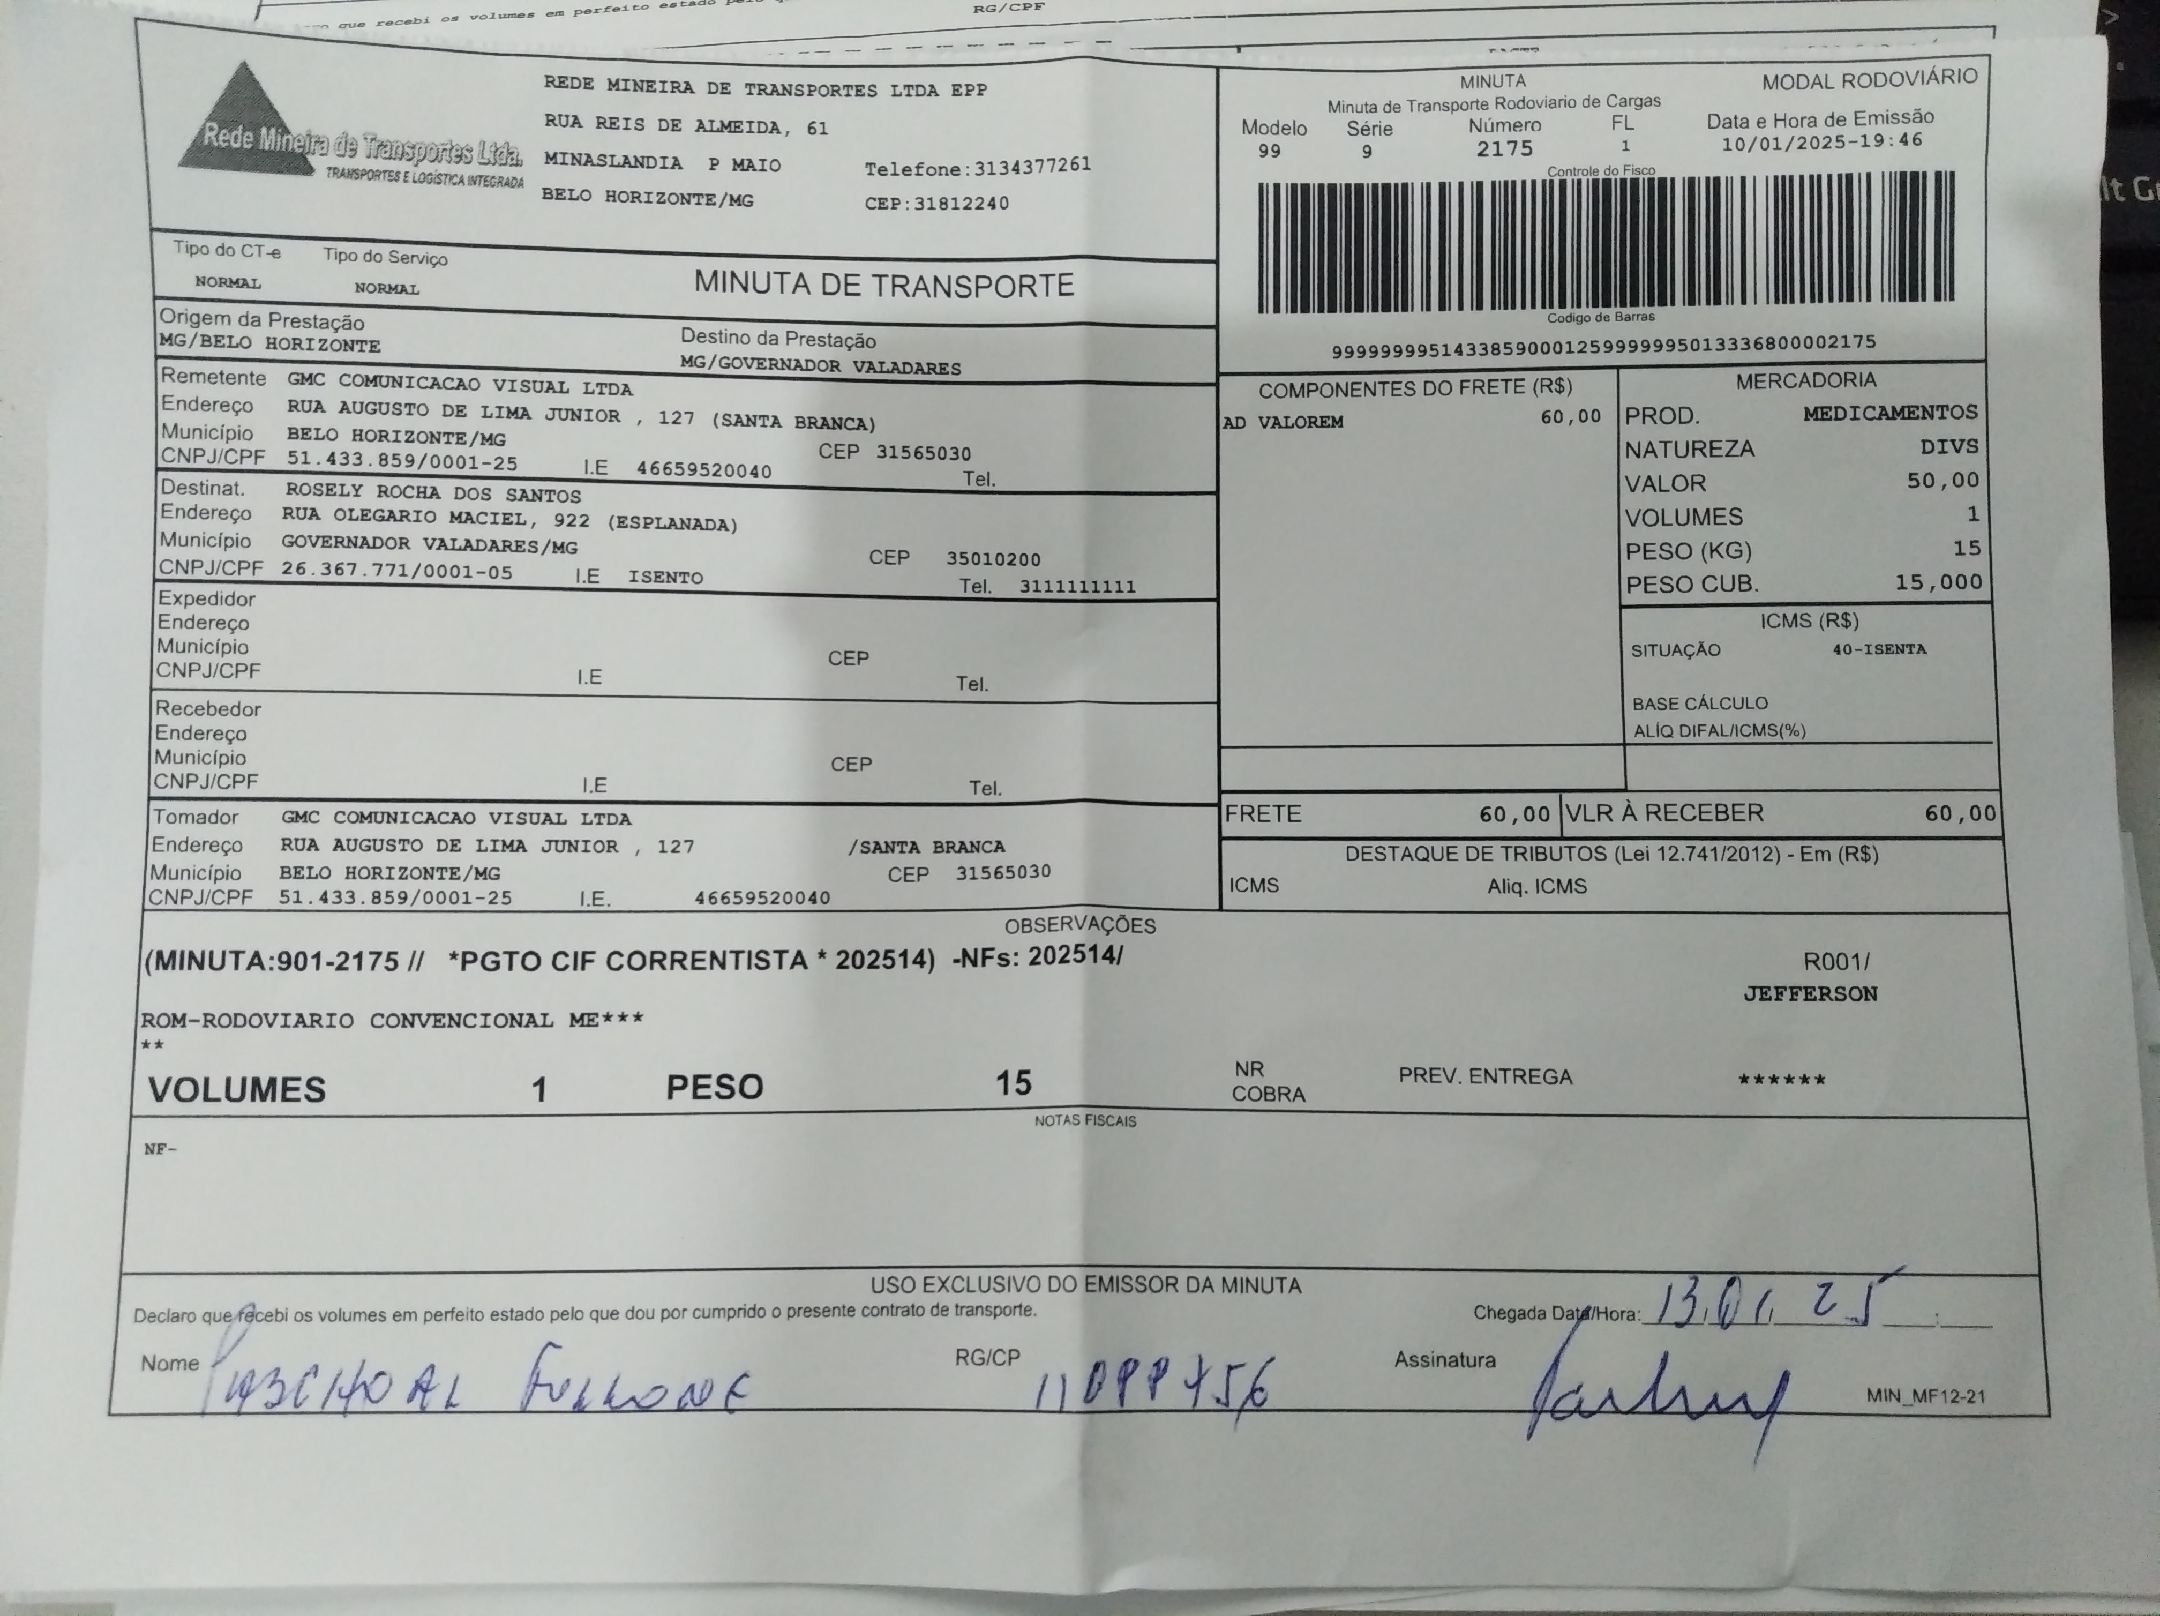 que recebi os volumes em perfeito estado
RG/CPF
Rede Mineira de Transportes Ltda.
TRANSPORTES E LOGÍSTICA INTEGRADA
REDE MINEIRA DE TRANSPORTES LTDA EPP
RUA REIS DE ALMEIDA, 61
MINASLANDIA P MAIO Telefone:3134377261
BELO HORIZONTE/MG CEP:31812240
MINUTA MODAL RODOVIÁRIO
Minuta de Transporte Rodoviario de Cargas
Modelo Série Número FL Data e Hora de Emissão
99 9 2175 1 10/01/2025-19:46
Controle do Fisco
Codigo de Barras
999999995143385900012599999995013336800002175
Tipo do CT-e Tipo do Serviço
NORMAL NORMAL
MINUTA DE TRANSPORTE
Origem da Prestação Destino da Prestação
MG/BELO HORIZONTE MG/GOVERNADOR VALADARES
Remetente GMC COMUNICACAO VISUAL LTDA
Endereço RUA AUGUSTO DE LIMA JUNIOR , 127 (SANTA BRANCA)
Município BELO HORIZONTE/MG CEP 31565030
CNPJ/CPF 51.433.859/0001-25 I.E 46659520040 Tel.
Destinat. ROSELY ROCHA DOS SANTOS
Endereço RUA OLEGARIO MACIEL, 922 (ESPLANADA)
Município GOVERNADOR VALADARES/MG CEP 35010200
CNPJ/CPF 26.367.771/0001-05 I.E ISENTO Tel. 3111111111
Expedidor
Endereço
Município CEP
CNPJ/CPF I.E Tel.
Recebedor
Endereço
Município CEP
CNPJ/CPF I.E Tel.
Tomador GMC COMUNICACAO VISUAL LTDA
Endereço RUA AUGUSTO DE LIMA JUNIOR , 127 /SANTA BRANCA
Município BELO HORIZONTE/MG CEP 31565030
CNPJ/CPF 51.433.859/0001-25 I.E. 46659520040
COMPONENTES DO FRETE (R$)
AD VALOREM 60,00
MERCADORIA
PROD. MEDICAMENTOS
NATUREZA DIVS
VALOR 50,00
VOLUMES 1
PESO (KG) 15
PESO CUB. 15,000
ICMS (R$)
SITUAÇÃO 40-ISENTA
BASE CÁLCULO
ALÍQ DIFAL/ICMS(%)
FRETE 60,00 VLR À RECEBER 60,00
DESTAQUE DE TRIBUTOS (Lei 12.741/2012) - Em (R$)
ICMS Aliq. ICMS
OBSERVAÇÕES
(MINUTA:901-2175 // *PGTO CIF CORRENTISTA * 202514) -NFs: 202514/
R001/
JEFFERSON
ROM-RODOVIARIO CONVENCIONAL ME***
**
VOLUMES 1 PESO 15
NR
COBRA
PREV. ENTREGA ******
NOTAS FISCAIS
NF-
USO EXCLUSIVO DO EMISSOR DA MINUTA
Declaro que recebi os volumes em perfeito estado pelo que dou por cumprido o presente contrato de transporte.
Chegada Data/Hora: 13.01.25
Nome PASCHOAL
RG/CP
Assinatura
MIN_MF12-21